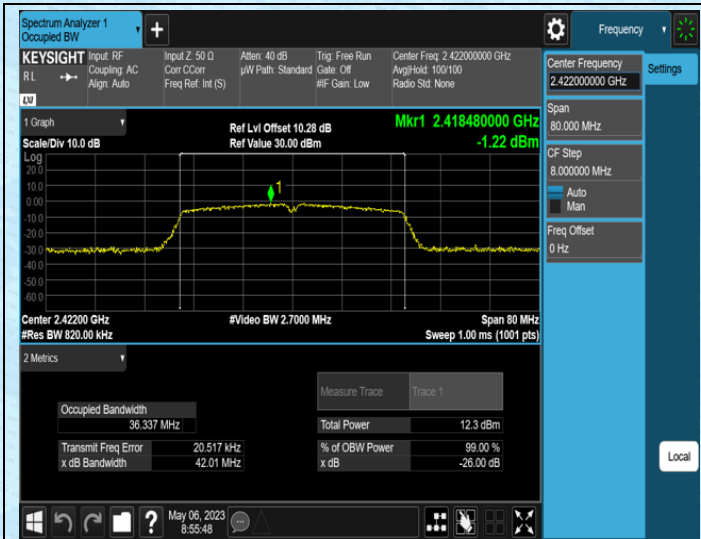 Spectrum Analyzer 1
Occupied BW
Frequency
KEYSIGHT
R L
LXI
Input: RF
Coupling: AC
Align: Auto
Input Z: 50 Ω
Corr CCorr
Freq Ref: Int (S)
Atten: 40 dB
µW Path: Standard
Trig: Free Run
Gate: Off
#IF Gain: Low
Center Freq: 2.422000000 GHz
Avg|Hold: 100/100
Radio Std: None
Center Frequency
2.422000000 GHz
Settings
Span
80.000 MHz
CF Step
8.000000 MHz
Auto
Man
Freq Offset
0 Hz
1 Graph
Scale/Div 10.0 dB
Ref Lvl Offset 10.28 dB
Ref Value 30.00 dBm
Mkr1 2.418480000 GHz
-1.22 dBm
Log
20.0
10.0
0.00
-10.0
-20.0
-30.0
-40.0
-50.0
-60.0
1
Center 2.42200 GHz
#Res BW 820.00 kHz
#Video BW 2.7000 MHz
Span 80 MHz
Sweep 1.00 ms (1001 pts)
2 Metrics
Measure Trace Trace 1
Occupied Bandwidth
36.337 MHz
Total Power 12.3 dBm
Transmit Freq Error 20.517 kHz
% of OBW Power 99.00 %
x dB Bandwidth 42.01 MHz
x dB -26.00 dB
Local
May 06, 2023
8:55:48